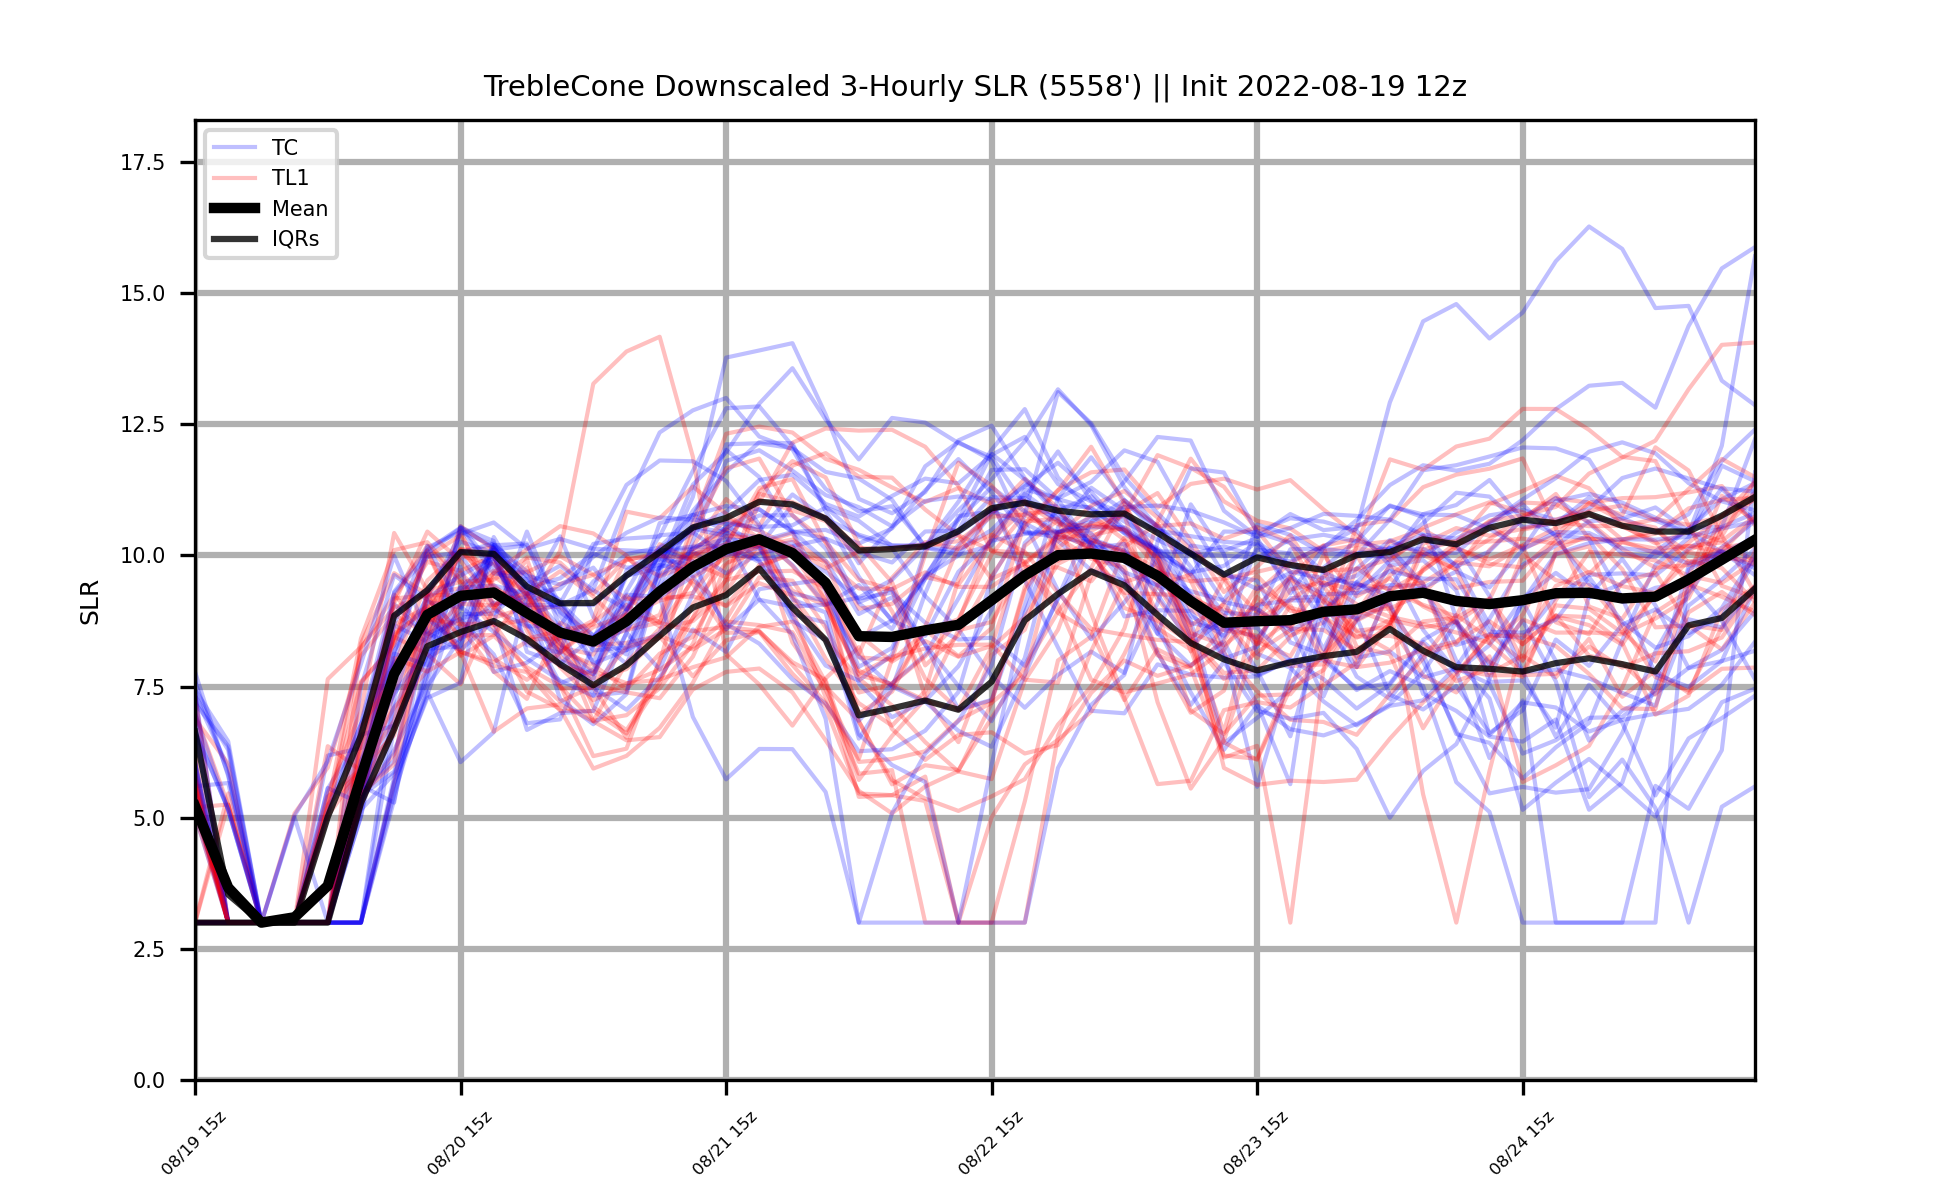 TrebleCone Downscaled 3-Hourly SLR (5558') || Init 2022-08-19 12z
TC
TL1
Mean
IQRs
17.5
15.0
12.5
10.0
7.5
5.0
2.5
0.0
SLR
08/19 15z
08/20 15z
08/21 15z
08/22 15z
08/23 15z
08/24 15z